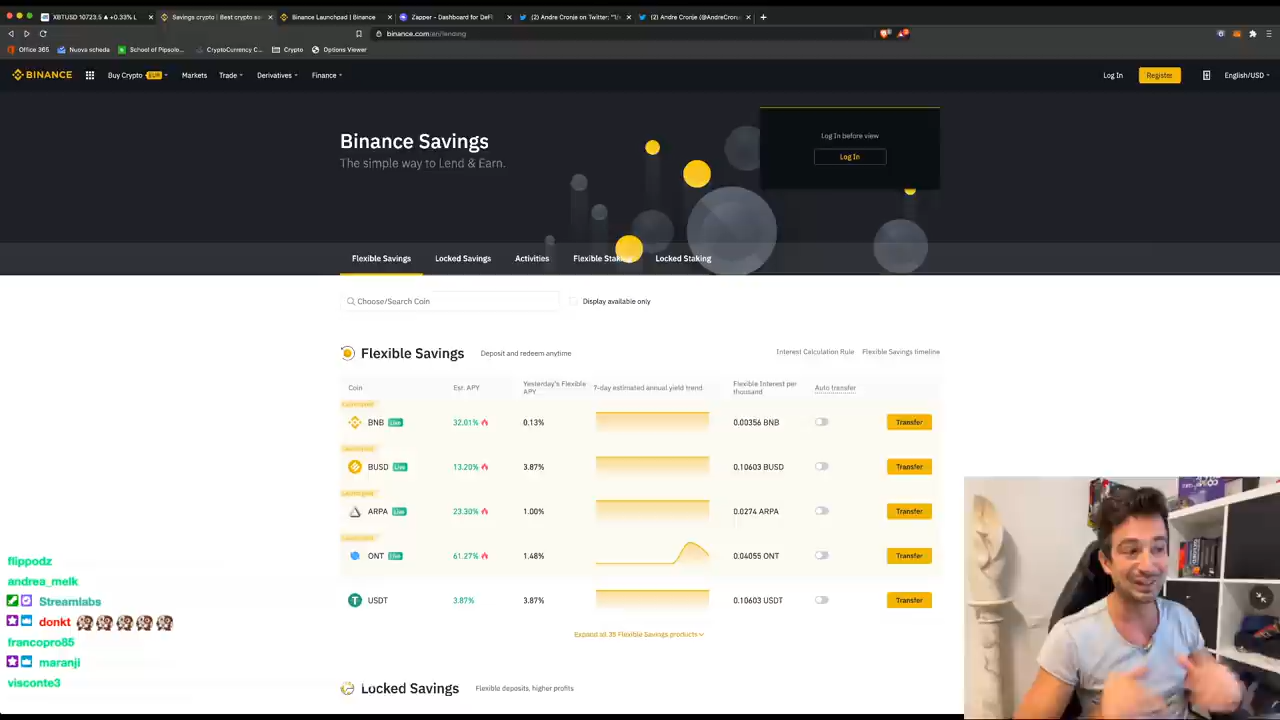 XBTUSD 10723.5 ▲ +0.33% L
Savings crypto | Best crypto sa
Binance Launchpad | Binance
Zapper - Dashboard for DeFi
(2) Andre Cronje on Twitter: "1/x
(2) Andre Cronje (@AndreCron
binance.com/en/lending
Office 365
Nuova scheda
School of Pipsolo...
CryptoCurrency C...
Crypto
Options Viewer
BINANCE
Buy Crypto EUR
Markets
Trade
Derivatives
Finance
Log In
Register
English/USD
Binance Savings
The simple way to Lend & Earn.
Log In before view
Log In
Flexible Savings
Locked Savings
Activities
Flexible Staking
Locked Staking
Choose/Search Coin
Display available only
Flexible Savings
Deposit and redeem anytime
Interest Calculation Rule
Flexible Savings timeline
Coin
Esr. APY
Yesterday's Flexible APY
7-day estimated annual yield trend
Flexible Interest per thousand
Auto transfer
BNB Live 32.01% 0.13% 0.00356 BNB Transfer
BUSD Live 13.20% 3.87% 0.10603 BUSD Transfer
ARPA Live 23.30% 1.00% 0.0274 ARPA Transfer
ONT Live 61.27% 1.48% 0.04055 ONT Transfer
USDT 3.87% 3.87% 0.10603 USDT Transfer
Expand all 35 Flexible Savings products
Locked Savings
Flexible deposits, higher profits
flippodz
andrea_melk
Streamlabs
donkt
francopro85
maranji
visconte3